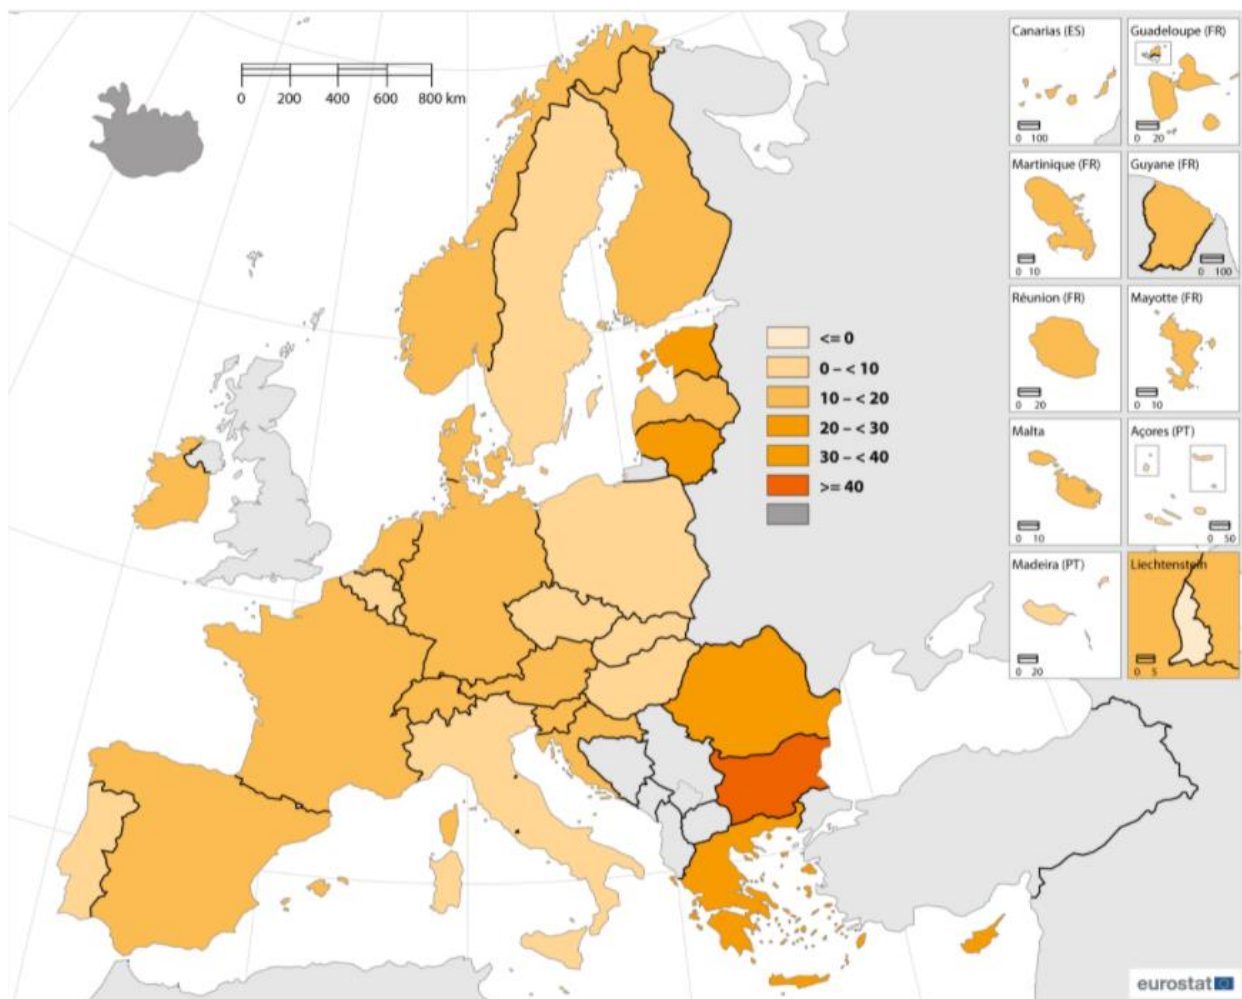 0 200 400 600 800 km
Canarias (ES)
0 100
Guadeloupe (FR)
0 20
Martinique (FR)
0 10
Guyane (FR)
0 100
Réunion (FR)
0 20
Mayotte (FR)
0 10
Malta
0 10
Açores (PT)
0 50
Madeira (PT)
0 20
Liechtenstein
0 5
<= 0
0 – < 10
10 – < 20
20 – < 30
30 – < 40
>= 40
eurostat